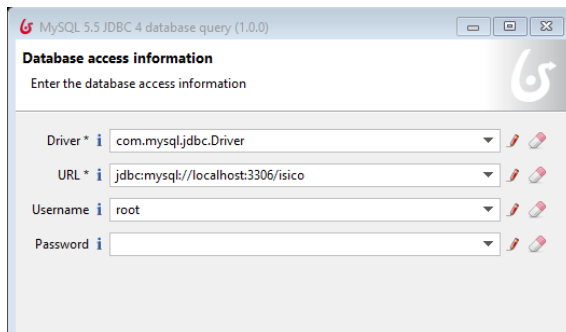 MySQL 5.5 JDBC 4 database query (1.0.0)
Database access information
Enter the database access information
Driver * i com.mysql.jdbc.Driver
URL * i jdbc:mysql://localhost:3306/isico
Username i root
Password i